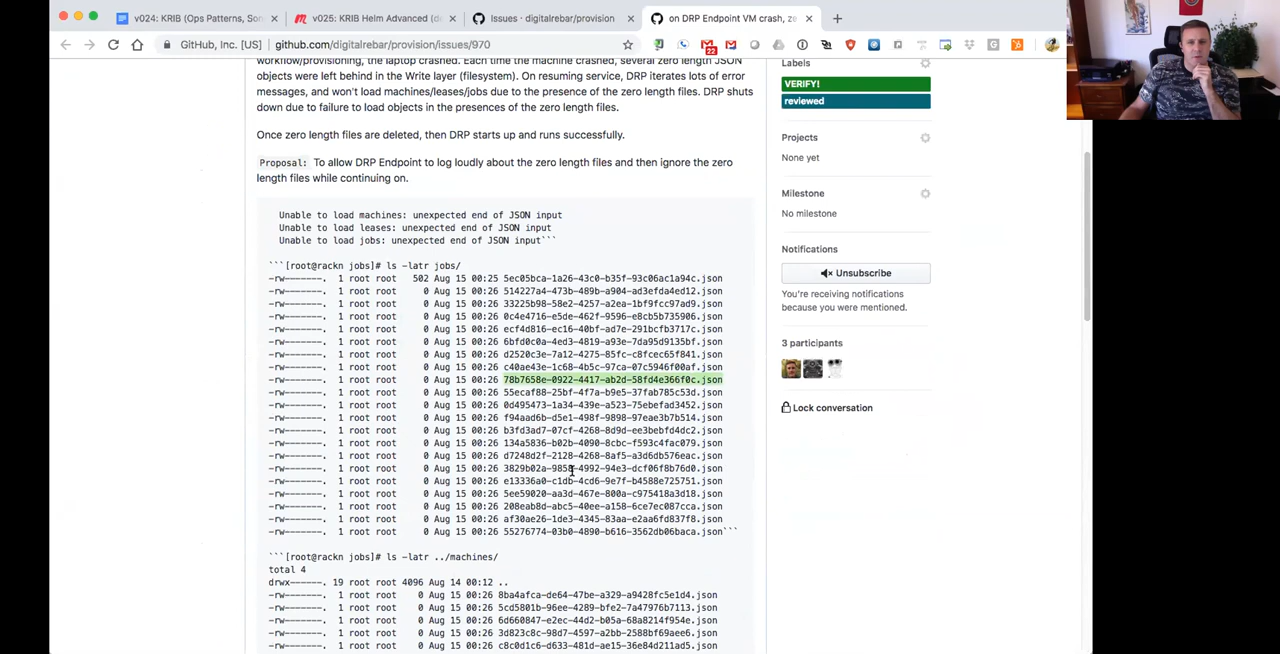 v024: KRIB (Ops Patterns, Son
v025: KRIB Helm Advanced (d
Issues · digitalrebar/provision
on DRP Endpoint VM crash, ze
GitHub, Inc. [US]
github.com/digitalrebar/provision/issues/970
22
workflow/provisioning, the laptop crashed. Each time the machine crashed, several zero length JSON
objects were left behind in the Write layer (filesystem). On resuming service, DRP iterates lots of error
messages, and won't load machines/leases/jobs due to the presence of the zero length files. DRP shuts
down due to failure to load objects in the presences of the zero length files.
Once zero length files are deleted, then DRP starts up and runs successfully.
Proposal: To allow DRP Endpoint to log loudly about the zero length files and then ignore the zero
length files while continuing on.
Unable to load machines: unexpected end of JSON input
Unable to load leases: unexpected end of JSON input
Unable to load jobs: unexpected end of JSON input```
```[root@rackn jobs]# ls -latr jobs/
-rw-------. 1 root root 502 Aug 15 00:25 5ec05bca-1a26-43c0-b35f-93c06ac1a94c.json
-rw-------. 1 root root 0 Aug 15 00:26 514227a4-473b-489b-a904-ad3efda4ed12.json
-rw-------. 1 root root 0 Aug 15 00:26 33225b98-58e2-4257-a2ea-1bf9fcc97ad9.json
-rw-------. 1 root root 0 Aug 15 00:26 0c4e4716-e5de-462f-9596-e8cb5b735906.json
-rw-------. 1 root root 0 Aug 15 00:26 ecf4d816-ec16-40bf-ad7e-291bcfb3717c.json
-rw-------. 1 root root 0 Aug 15 00:26 6bfd0c0a-4ed3-4819-a93e-7da95d9135bf.json
-rw-------. 1 root root 0 Aug 15 00:26 d2520c3e-7a12-4275-85fc-c8fcec65f841.json
-rw-------. 1 root root 0 Aug 15 00:26 c40ae43e-1c68-4b5c-97ca-07c5946f00af.json
-rw-------. 1 root root 0 Aug 15 00:26 78b7658e-0922-4417-ab2d-58fd4e366f0c.json
-rw-------. 1 root root 0 Aug 15 00:26 55ecaf88-25bf-4f7a-b9e5-37fab785c53d.json
-rw-------. 1 root root 0 Aug 15 00:26 0d495473-1a34-439e-a523-75ebefad3452.json
-rw-------. 1 root root 0 Aug 15 00:26 f94aad6b-d5e1-498f-9898-97eae3b7b514.json
-rw-------. 1 root root 0 Aug 15 00:26 b3fd3ad7-07cf-4268-8d9d-ee3bebfd4dc2.json
-rw-------. 1 root root 0 Aug 15 00:26 134a5836-b02b-4090-8cbc-f593c4fac079.json
-rw-------. 1 root root 0 Aug 15 00:26 d7248d2f-2128-4268-8af5-a3d6db576eac.json
-rw-------. 1 root root 0 Aug 15 00:26 3829b02a-9858-4992-94e3-dcf06f8b76d0.json
-rw-------. 1 root root 0 Aug 15 00:26 e13336a0-c1db-4cd6-9e7f-b4588e725751.json
-rw-------. 1 root root 0 Aug 15 00:26 5ee59020-aa3d-467e-800a-c975418a3d18.json
-rw-------. 1 root root 0 Aug 15 00:26 208eab8d-abc5-40ee-a158-6ce7ec087cca.json
-rw-------. 1 root root 0 Aug 15 00:26 af30ae26-1de3-4345-83aa-e2aa6fd837f8.json
-rw-------. 1 root root 0 Aug 15 00:26 55276774-03b0-4890-b616-3562db06baca.json```
```[root@rackn jobs]# ls -latr ../machines/
total 4
drwx------. 19 root root 4096 Aug 14 00:12 ..
-rw-------. 1 root root 0 Aug 15 00:26 8ba4afca-de64-47be-a329-a9428fc5e1d4.json
-rw-------. 1 root root 0 Aug 15 00:26 5cd5801b-96ee-4289-bfe2-7a47976b7113.json
-rw-------. 1 root root 0 Aug 15 00:26 6d660847-e2ec-44d2-b05a-68a8214f954e.json
-rw-------. 1 root root 0 Aug 15 00:26 3d823c8c-98d7-4597-a2bb-2588bf69aee6.json
-rw-------. 1 root root 0 Aug 15 00:26 c8c0d1c6-d633-481d-ae15-36e84d211ad5.json
Labels
VERIFY!
reviewed
Projects
None yet
Milestone
No milestone
Notifications
Unsubscribe
You're receiving notifications
because you were mentioned.
3 participants
Lock conversation